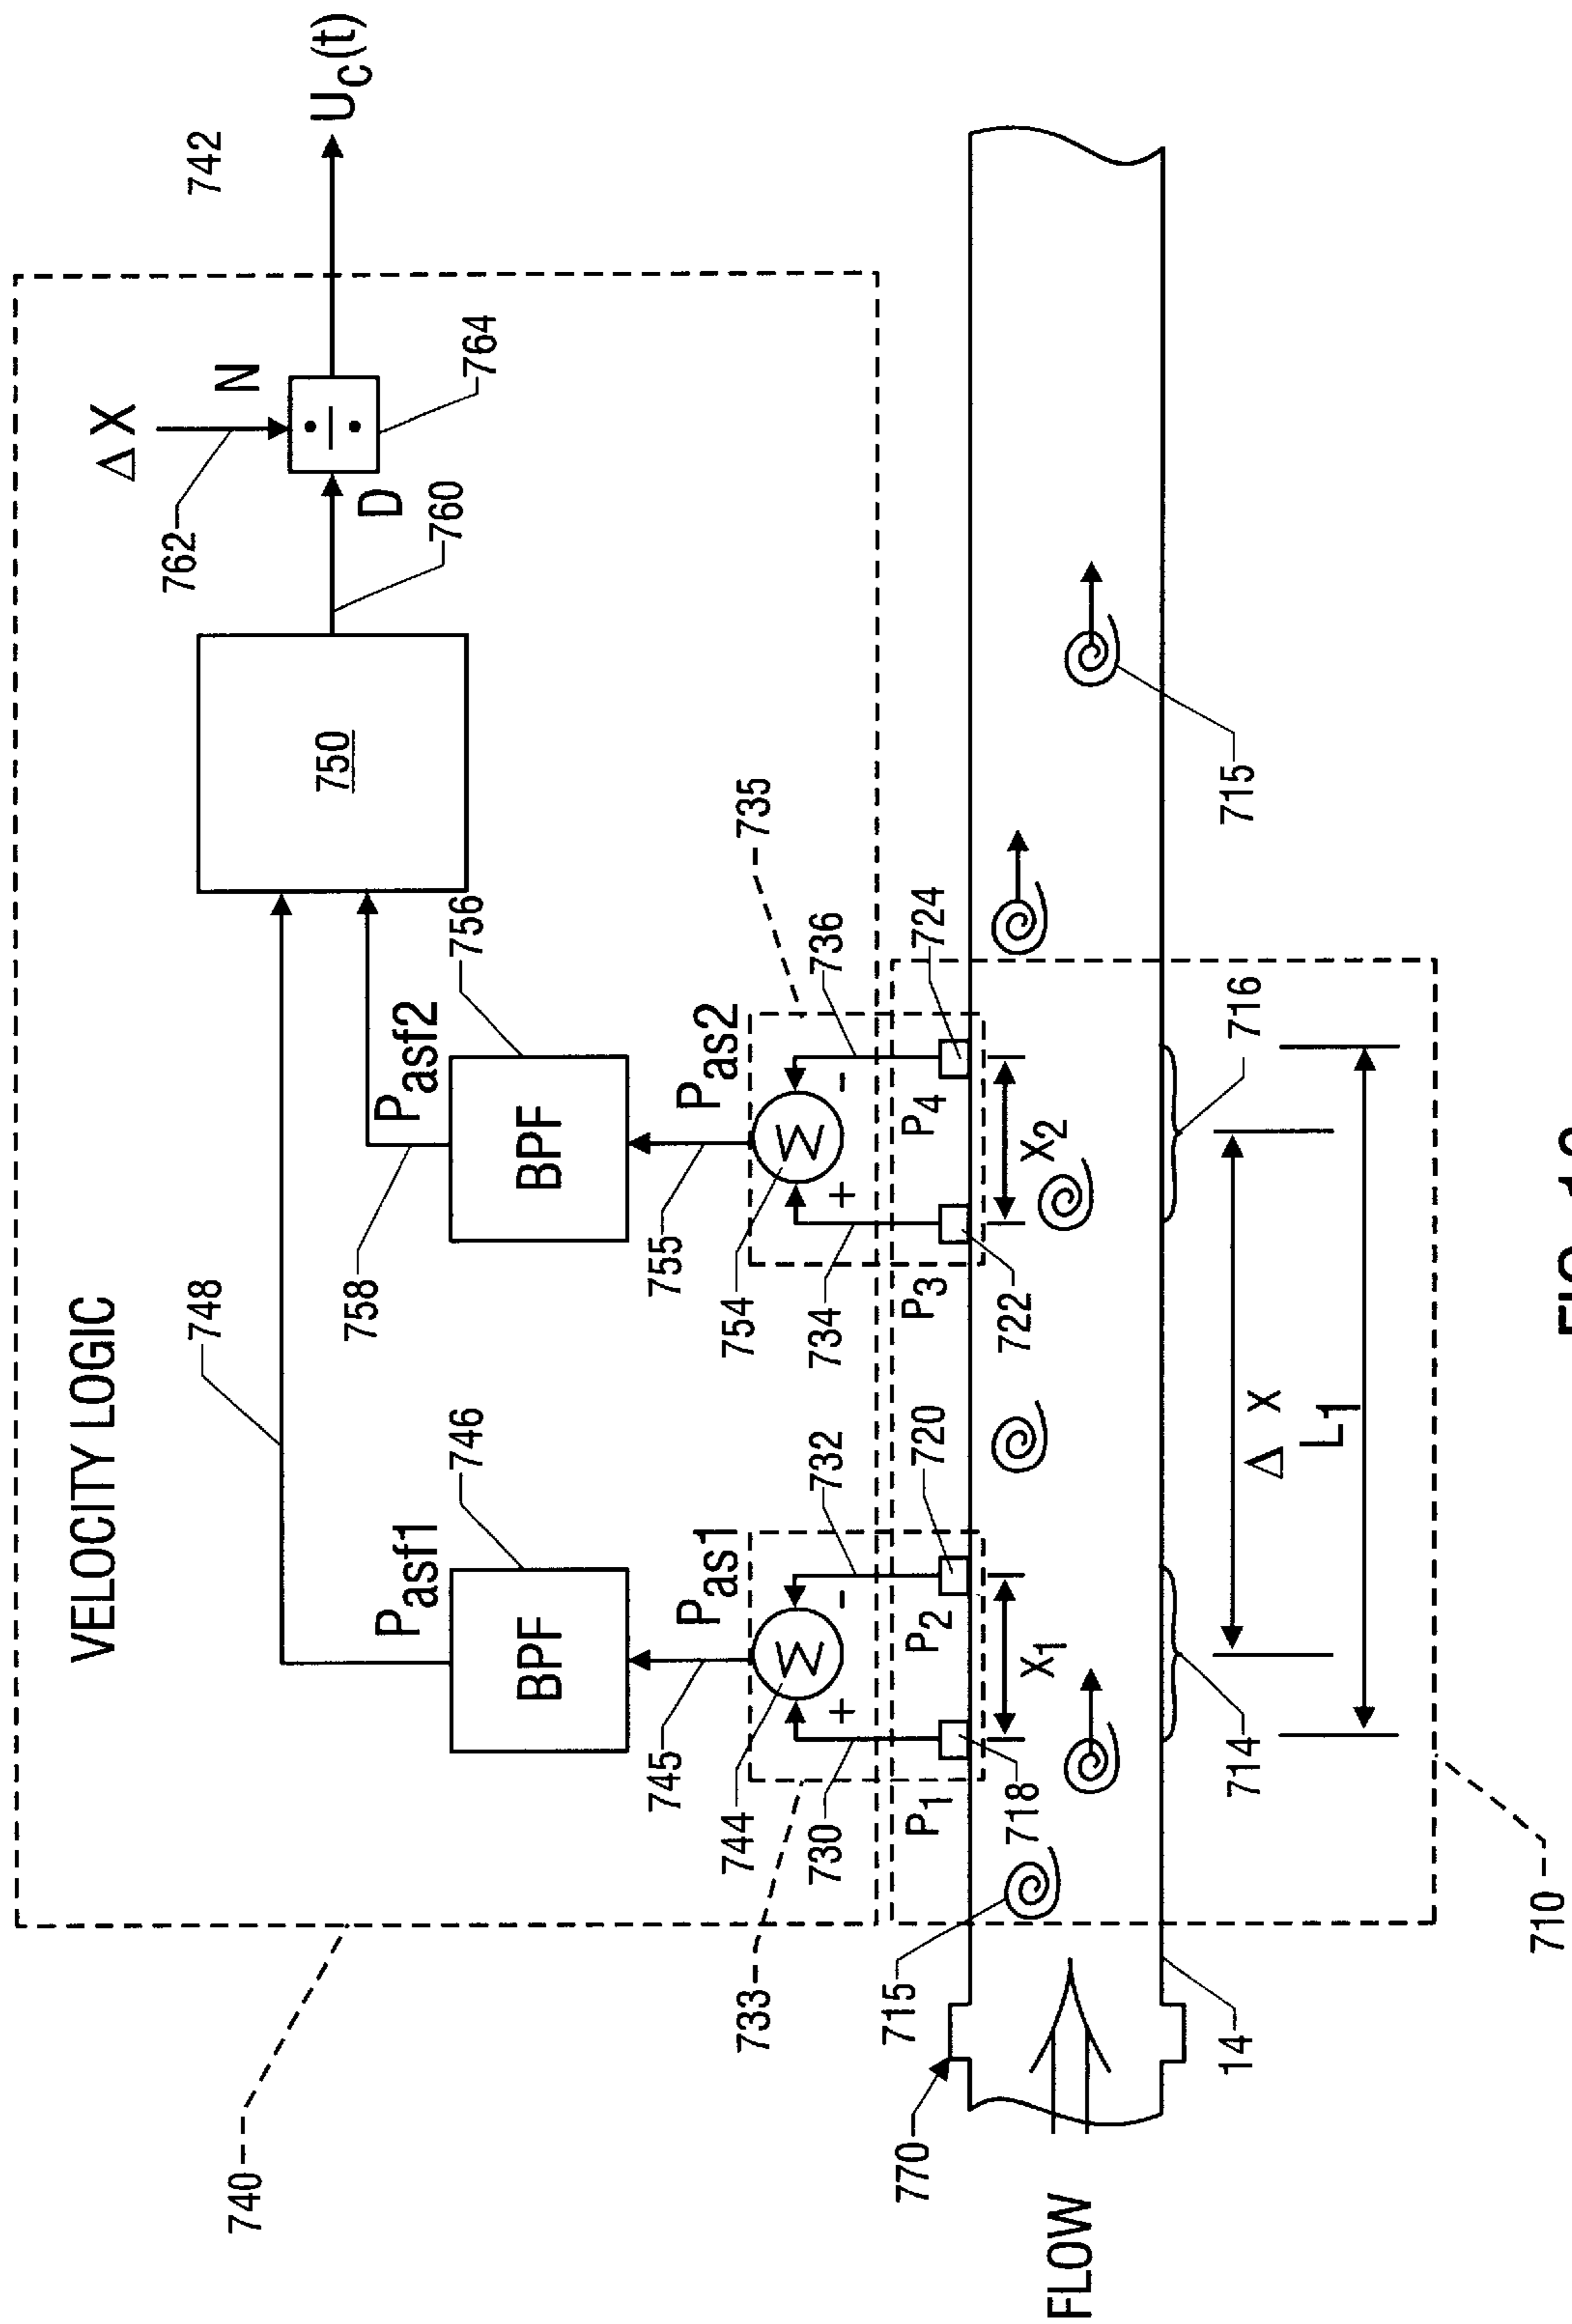 VELOCITY LOGIC
740
748
Δ X
762
N
742
U_c(t)
D
760
764
750
P_asf1
746
BPF
758
P_asf2
756
BPF
745
P_as1
755
P_as2
744
Σ
+
-
754
Σ
+
-
735
733
730
732
734
736
P_1
718
P_2
720
P_3
722
P_4
724
X_1
X_2
770
715
FLOW
14
714
716
715
Δ X
L_1
710